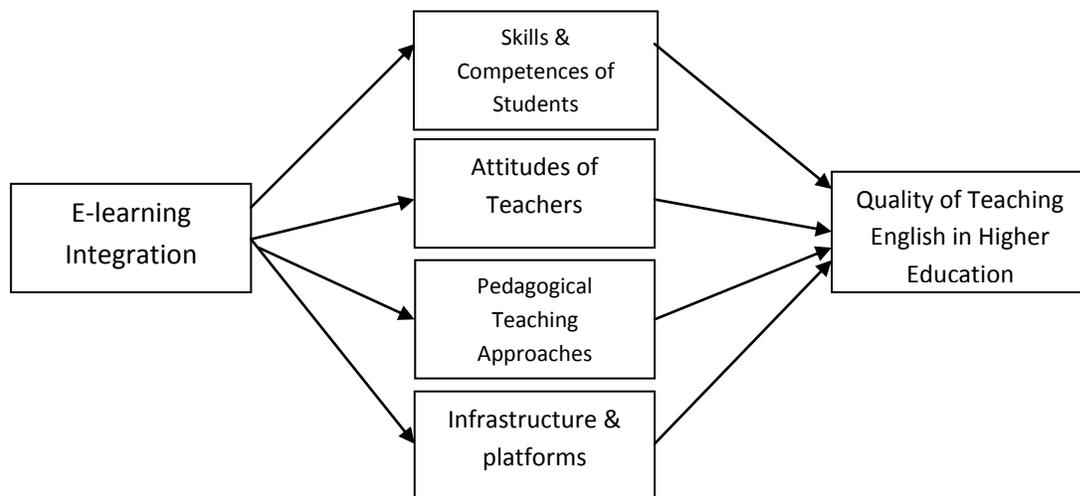 Skills &
Competences of
Students
Attitudes of
Teachers
E-learning
Integration
Quality of Teaching
English in Higher
Education
Pedagogical
Teaching
Approaches
Infrastructure &
platforms